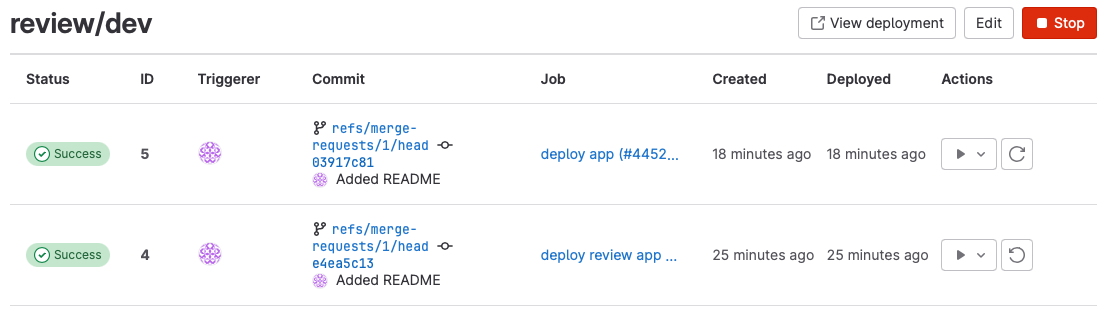 review/dev
View deployment
Edit
Stop
Status ID Triggerer Commit Job Created Deployed Actions
Success 5 refs/merge-
requests/1/head
03917c81
Added README
deploy app (#4452... 18 minutes ago 18 minutes ago
Success 4 refs/merge-
requests/1/head
e4ea5c13
Added README
deploy review app ... 25 minutes ago 25 minutes ago